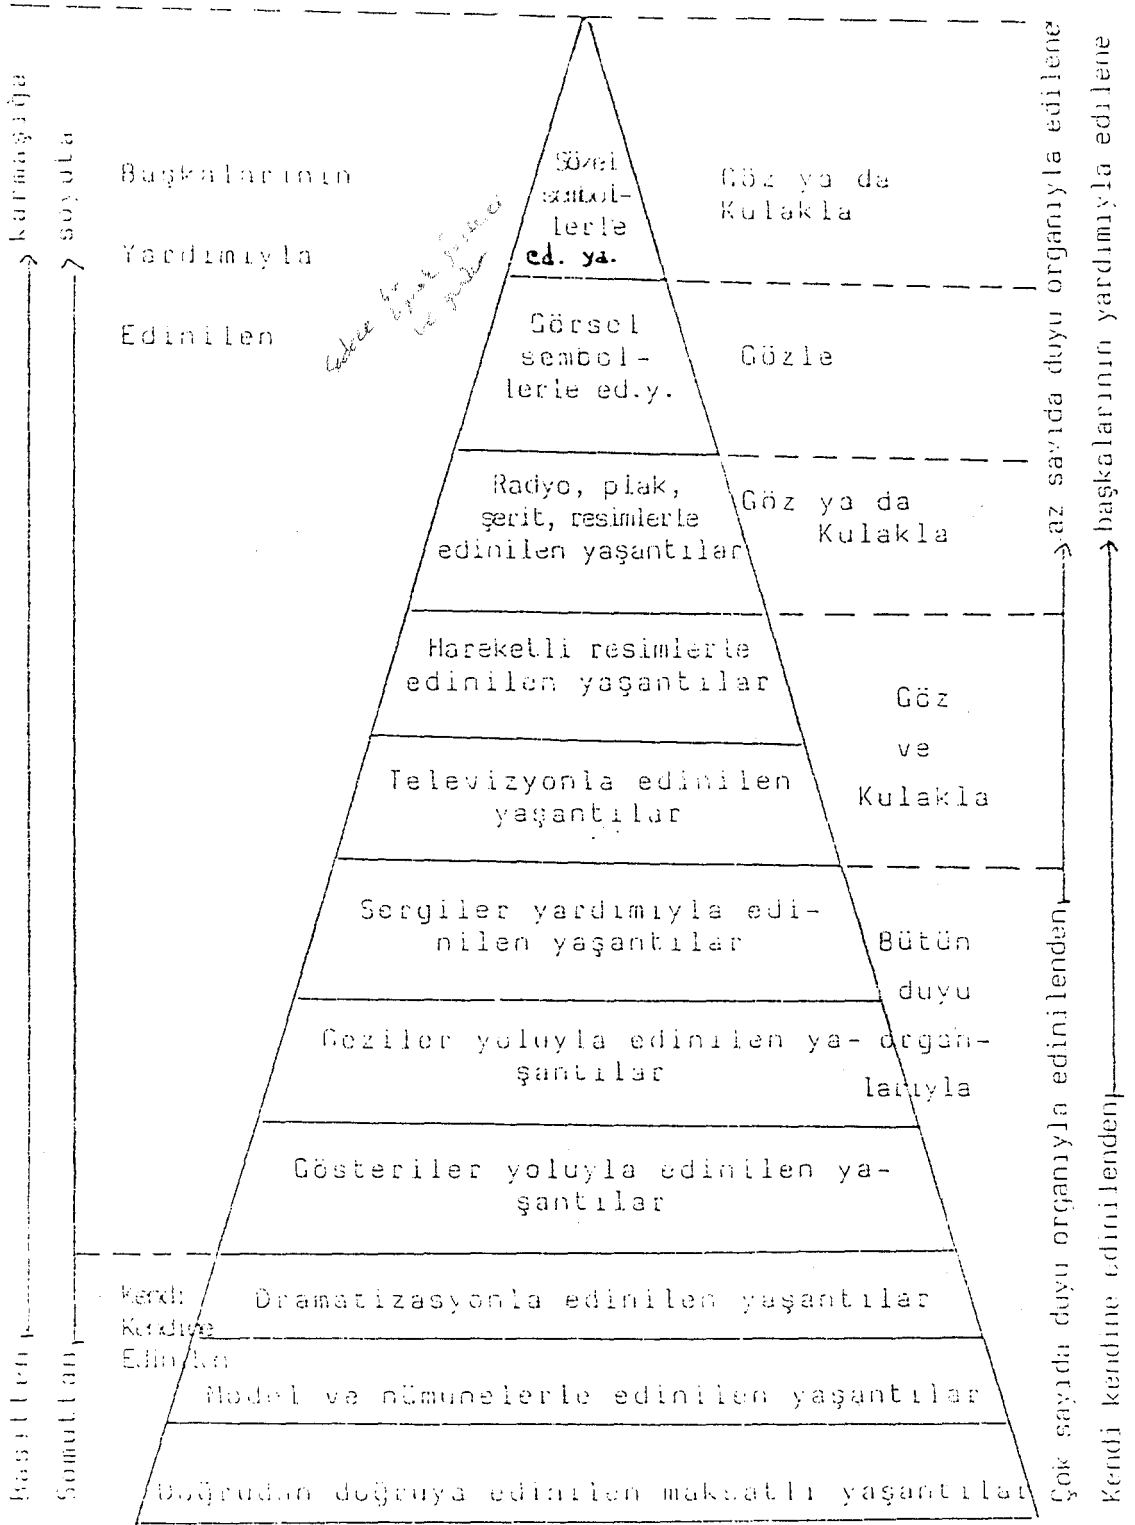 Basitten
karmaşığa
Somuttan
soyuta
Başkalarının
Yardımıyla
Edinilen
Kendi
Kendine
Edinilen
Sözel
sembol-
lerle
ed. ya.
Görsel
sembol-
lerle ed.y.
Radyo, plak,
şerit, resimlerle
edinilen yaşantılar
Hareketli resimlerle
edinilen yaşantılar
Televizyonla edinilen
yaşantılar
Sergiler yardımıyla edi-
nilen yaşantılar
Geziler yoluyla edinilen ya-
şantılar
Gösteriler yoluyla edinilen ya-
şantılar
Dramatizasyonla edinilen yaşantılar
Model ve nümunelerle edinilen yaşantılar
Doğrudan doğruya edinilen maksatlı yaşantılar
Göz ya da
Kulakla
Gözle
Göz ya da
Kulakla
Göz
ve
Kulakla
Bütün
duyu
organ-
larıyla
Çok sayıda duyu organıyla edinilenden
az sayıda duyu organıyla edilene
Kendi kendine edinilenden
başkalarının yardımıyla edilene